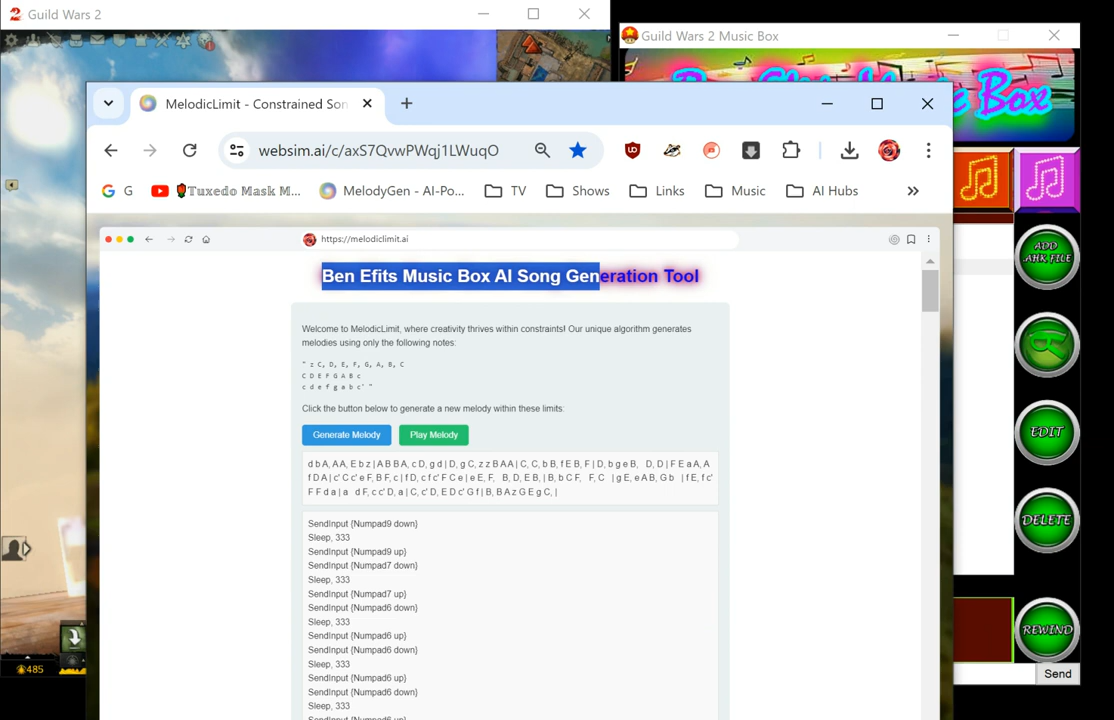 Guild Wars 2
Guild Wars 2 Music Box
c Box
MelodicLimit - Constrained Son
websim.ai/c/axS7QvwPWqj1LWuqO
G
Tuxedo Mask M...
MelodyGen - AI-Po...
TV
Shows
Links
Music
AI Hubs
https://melodiclimit.ai
Ben Efits Music Box AI Song Generation Tool
Welcome to MelodicLimit, where creativity thrives within constraints! Our unique algorithm generates
melodies using only the following notes:
" z C, D, E, F, G, A, B, C
C D E F G A B c
c d e f g a b c' "
Click the button below to generate a new melody within these limits:
Generate Melody
Play Melody
d b A, A A, E b z | A B B A, c D, g d | D, g C, z z B A A | C, C, b B, f E B, F | D, b g e B, D, D | F E a A, A
f D A | c' C c' e F, B F, c | f D, c f c' F C e | e E, F, B, D, E B, | B, b C F, F, C | g E, e A B, G b | f E, f c'
F F d a | a d F, c c' D, a | C, c' D, E D c' G f | B, B A z G E g C, |
SendInput {Numpad9 down}
Sleep, 333
SendInput {Numpad9 up}
SendInput {Numpad7 down}
Sleep, 333
SendInput {Numpad7 up}
SendInput {Numpad6 down}
Sleep, 333
SendInput {Numpad6 up}
SendInput {Numpad6 down}
Sleep, 333
SendInput {Numpad6 up}
SendInput {Numpad6 down}
Sleep, 333
SendInput {Numpad6 up}
ADD
.AHK FILE
EDIT
DELETE
REWIND
Send
485